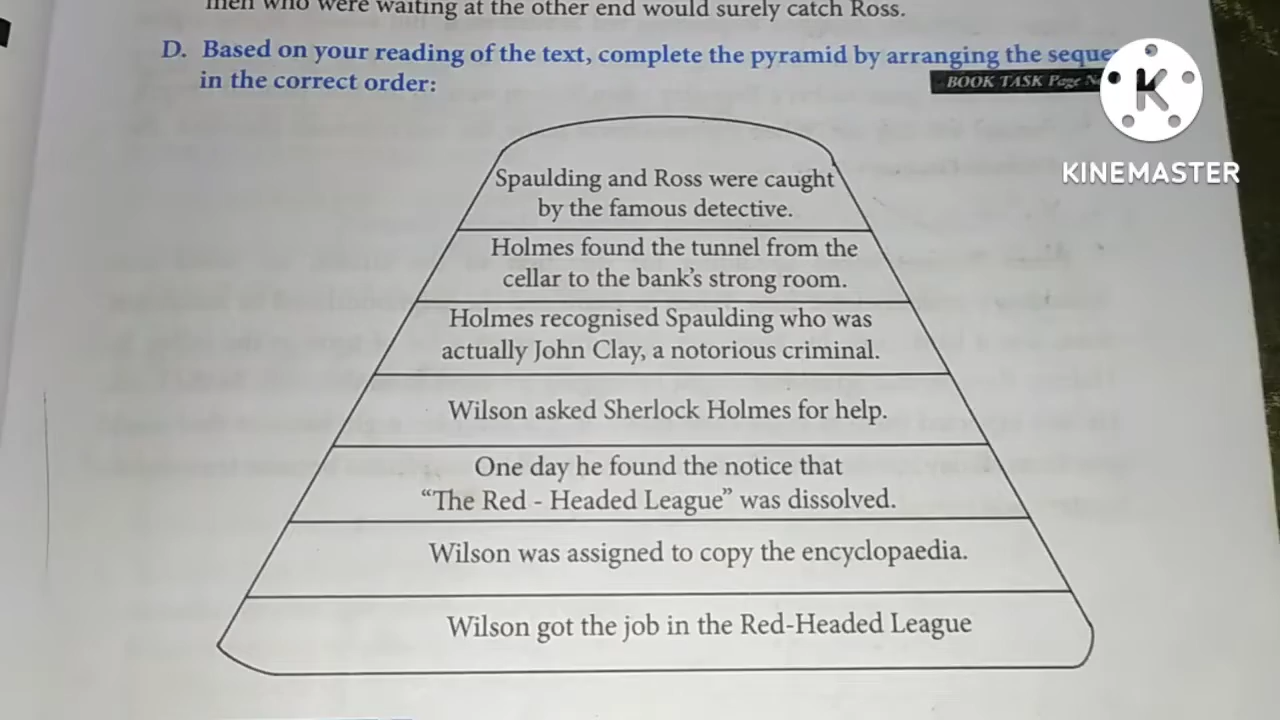 men who were waiting at the other end would surely catch Ross.
D. Based on your reading of the text, complete the pyramid by arranging the seque
in the correct order:
BOOK TASK Page
K
KINEMASTER
Spaulding and Ross were caught
by the famous detective.
Holmes found the tunnel from the
cellar to the bank's strong room.
Holmes recognised Spaulding who was
actually John Clay, a notorious criminal.
Wilson asked Sherlock Holmes for help.
One day he found the notice that
“The Red - Headed League” was dissolved.
Wilson was assigned to copy the encyclopaedia.
Wilson got the job in the Red-Headed League